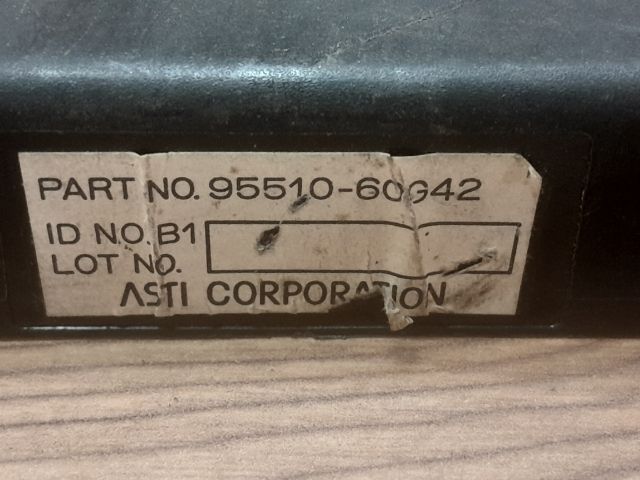 PART NO. 95510-60G42
ID NO. B1
LOT NO.
ASTI CORPORATION